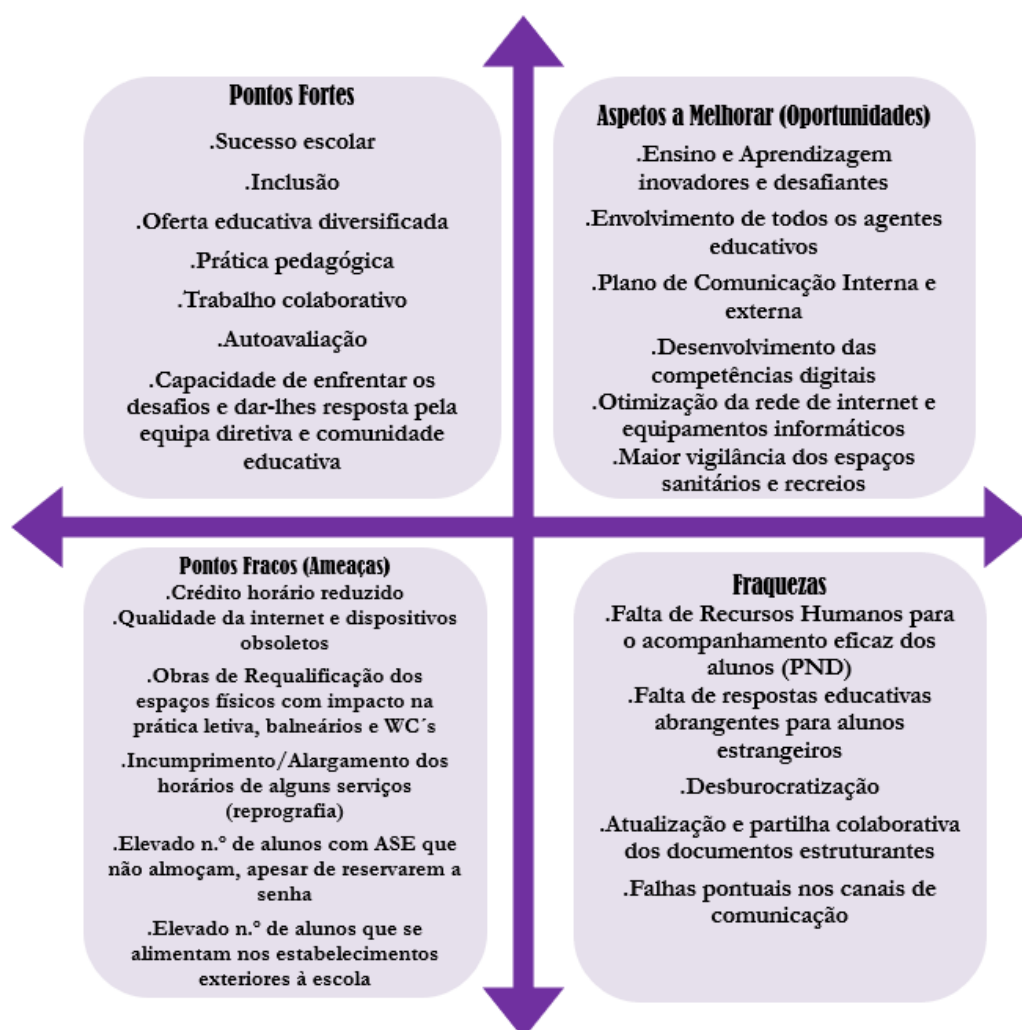 Pontos Fortes
.Sucesso escolar
.Inclusão
.Oferta educativa diversificada
.Prática pedagógica
.Trabalho colaborativo
.Autoavaliação
.Capacidade de enfrentar os
desafios e dar-lhes resposta pela
equipa diretiva e comunidade
educativa
Aspetos a Melhorar (Oportunidades)
.Ensino e Aprendizagem
inovadores e desafiantes
.Envolvimento de todos os agentes
educativos
.Plano de Comunicação Interna e
externa
.Desenvolvimento das
competências digitais
.Otimização da rede de internet e
equipamentos informáticos
.Maior vigilância dos espaços
sanitários e recreios
Pontos Fracos (Ameaças)
.Crédito horário reduzido
.Qualidade da internet e dispositivos
obsoletos
.Obras de Requalificação dos
espaços físicos com impacto na
prática letiva, balneários e WC´s
.Incumprimento/Alargamento dos
horários de alguns serviços
(reprografia)
.Elevado n.º de alunos com ASE que
não almoçam, apesar de reservarem a
senha
.Elevado n.º de alunos que se
alimentam nos estabelecimentos
exteriores à escola
Fraquezas
.Falta de Recursos Humanos para
o acompanhamento eficaz dos
alunos (PND)
.Falta de respostas educativas
abrangentes para alunos
estrangeiros
.Desburocratização
.Atualização e partilha colaborativa
dos documentos estruturantes
.Falhas pontuais nos canais de
comunicação